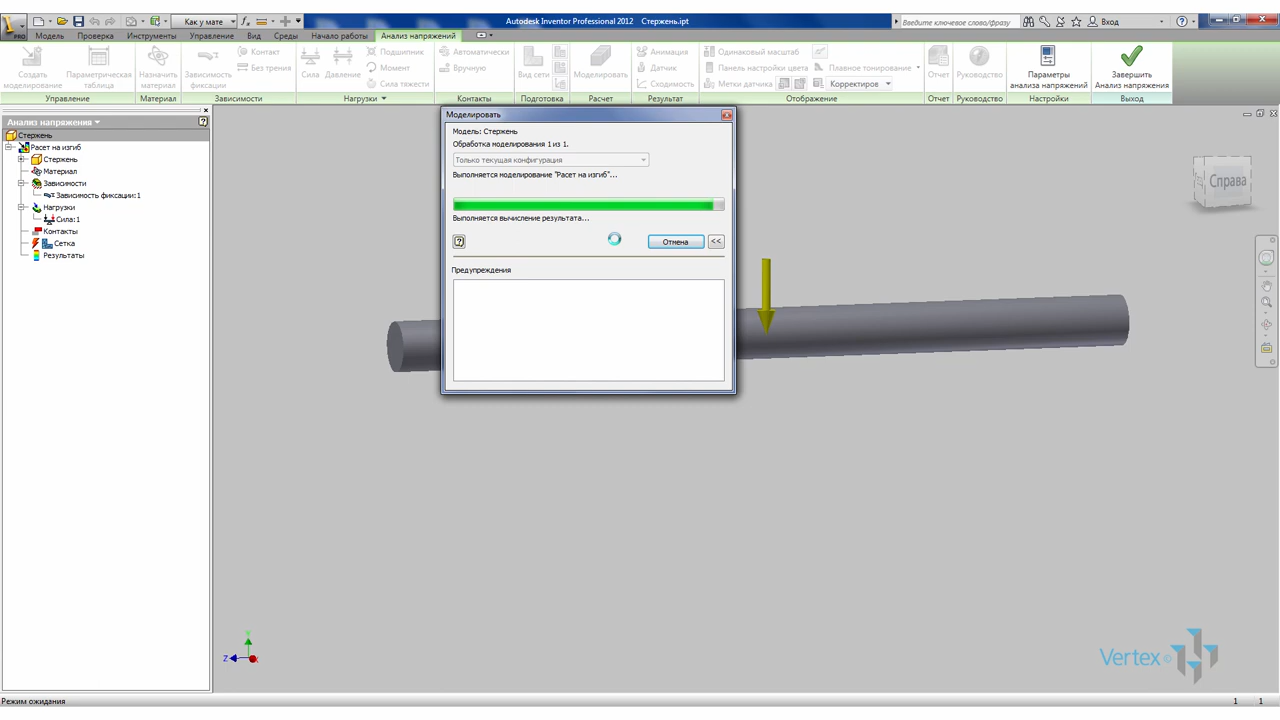 PRO
Как у мате
Autodesk Inventor Professional 2012 Стержень.ipt
Введите ключевое слово/фразу
Вход
Модель Проверка Инструменты Управление Вид Среды Начало работы Анализ напряжений
Создать моделирование
Параметрическая таблица
Назначить материал
Зависимость фиксации
Контакт
Без трения
Сила
Давление
Подшипник
Момент
Сила тяжести
Автоматически
Вручную
Вид сети
Моделировать
Анимация
Датчик
Сходимость
Одинаковый масштаб
Панель настройки цвета
Метки датчика
Плавное тонирование
Корректиров
Отчет
Руководство
Параметры анализа напряжений
Завершить Анализ напряжений
Управление Материал Зависимости Нагрузки Контакты Подготовка Расчет Результат Отображение Отчет Руководство Настройки Выход
Анализ напряжения
Стержень
Расет на изгиб
Стержень
Материал
Зависимости
Зависимость фиксации:1
Нагрузки
Сила:1
Контакты
Сетка
Результаты
Моделировать
Модель: Стержень
Обработка моделирования 1 из 1.
Только текущая конфигурация
Выполняется моделирование "Расет на изгиб"...
Выполняется вычисление результата...
Отмена
<<
Предупреждения
Справа
Y
Z
X
Vertex©
Режим ожидания
1 1